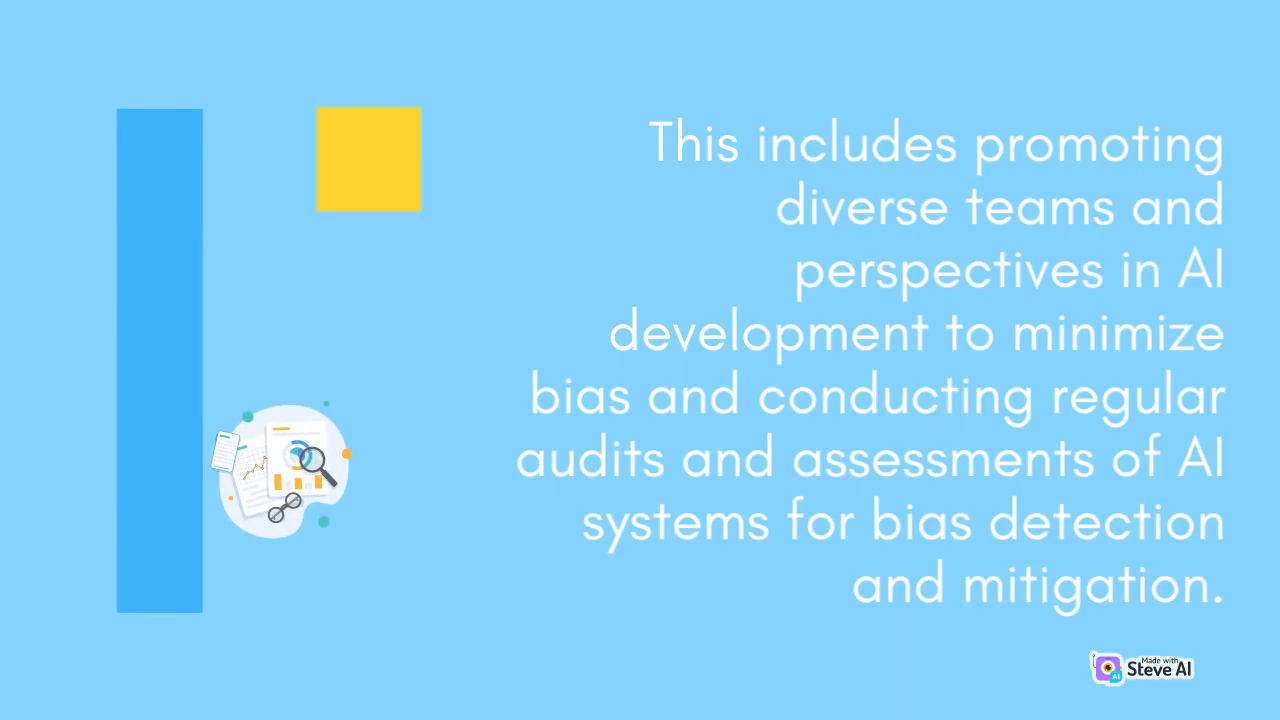 This includes promoting
diverse teams and
perspectives in AI
development to minimize
bias and conducting regular
audits and assessments of AI
systems for bias detection
and mitigation.
Made with
Steve AI
AI